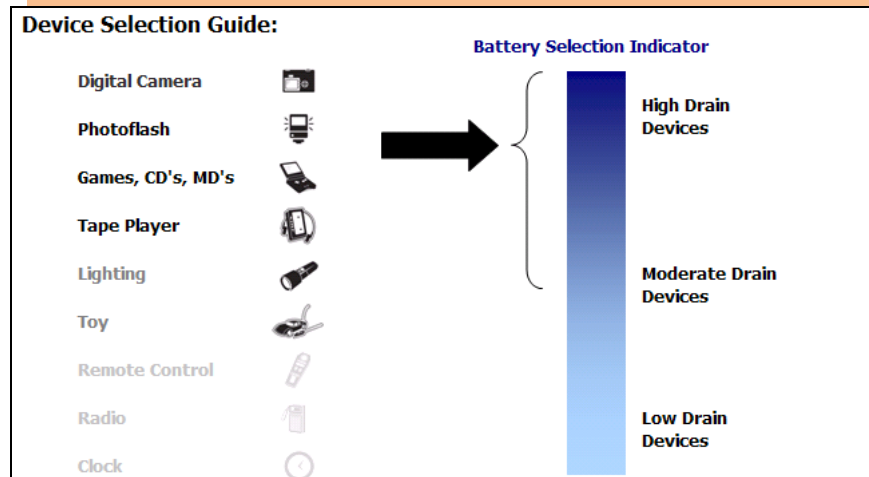 Device Selection Guide:
Battery Selection Indicator
Digital Camera
Photoflash
Games, CD's, MD's
Tape Player
Lighting
Toy
Remote Control
Radio
Clock
High Drain
Devices
Moderate Drain
Devices
Low Drain
Devices